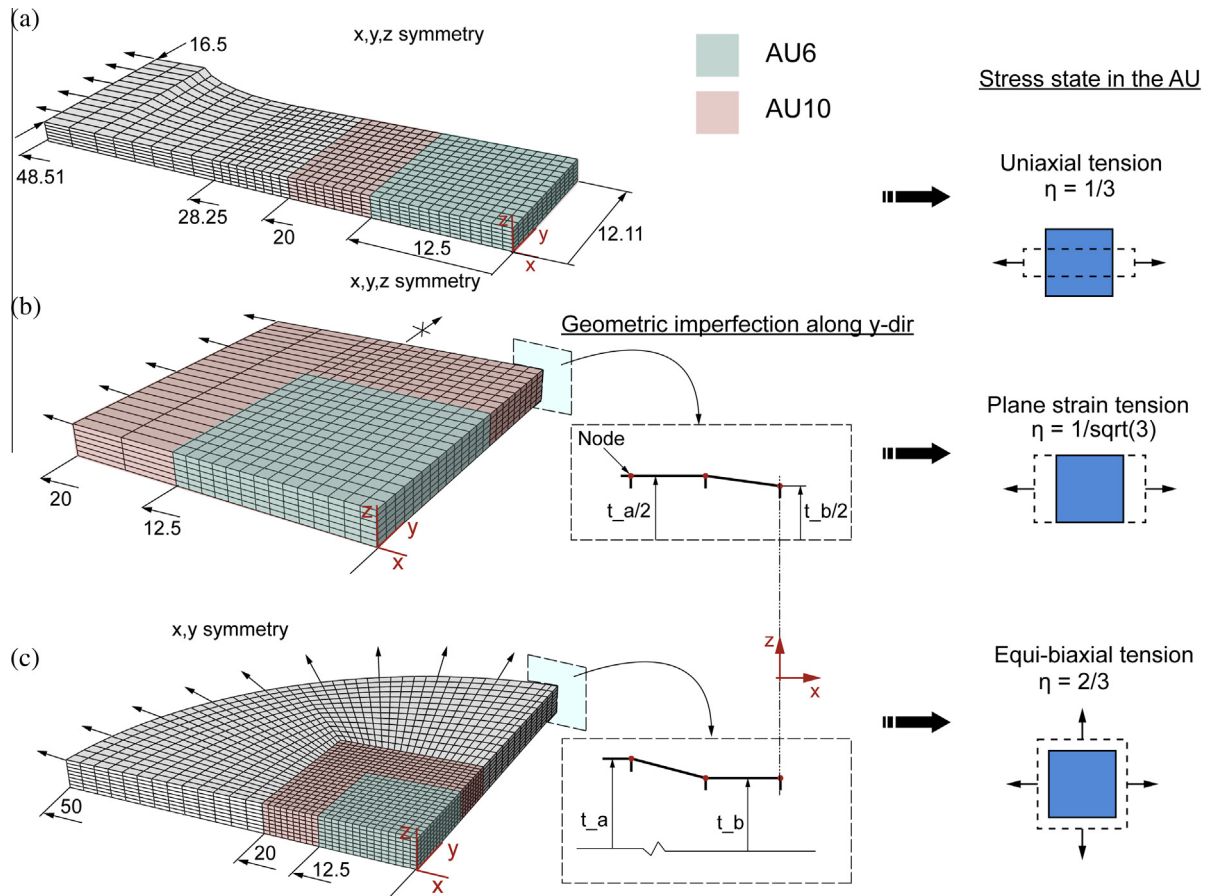 (a)
x,y,z symmetry
AU6
AU10
Stress state in the AU
16.5
48.51
28.25
20
12.5
12.11
z
y
x
Uniaxial tension
η = 1/3
x,y,z symmetry
(b)
Geometric imperfection along y-dir
Node
t_a/2
t_b/2
20
12.5
z
y
x
Plane strain tension
η = 1/sqrt(3)
x,y symmetry
(c)
z
x
t_a
t_b
50
20
12.5
z
y
x
Equi-biaxial tension
η = 2/3